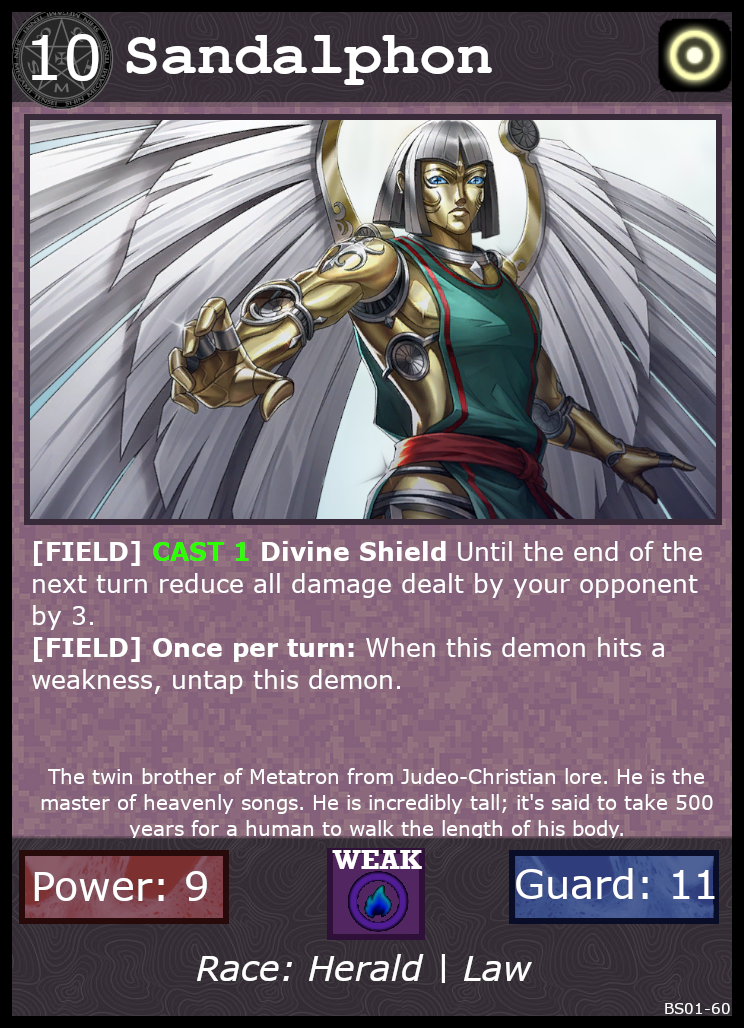 10 Sandalphon
[FIELD] CAST 1 Divine Shield Until the end of the
next turn reduce all damage dealt by your opponent
by 3.
[FIELD] Once per turn: When this demon hits a
weakness, untap this demon.
The twin brother of Metatron from Judeo-Christian lore. He is the
master of heavenly songs. He is incredibly tall; it's said to take 500
years for a human to walk the length of his body.
Power: 9
WEAK
Guard: 11
Race: Herald | Law
BS01-60